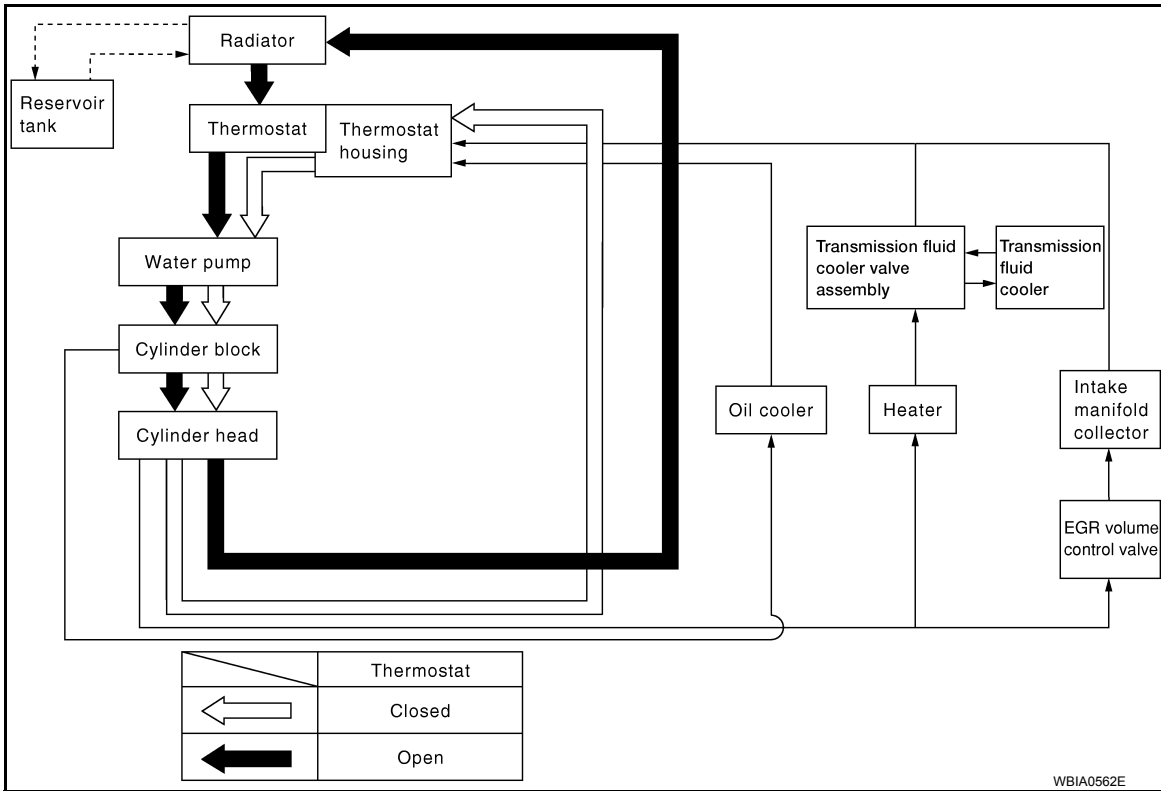 Radiator
Reservoir
tank
Thermostat
Thermostat
housing
Water pump
Transmission fluid
cooler valve
assembly
Transmission
fluid
cooler
Cylinder block
Cylinder head
Oil cooler
Heater
Intake
manifold
collector
EGR volume
control valve
Thermostat
Closed
Open
WBIA0562E